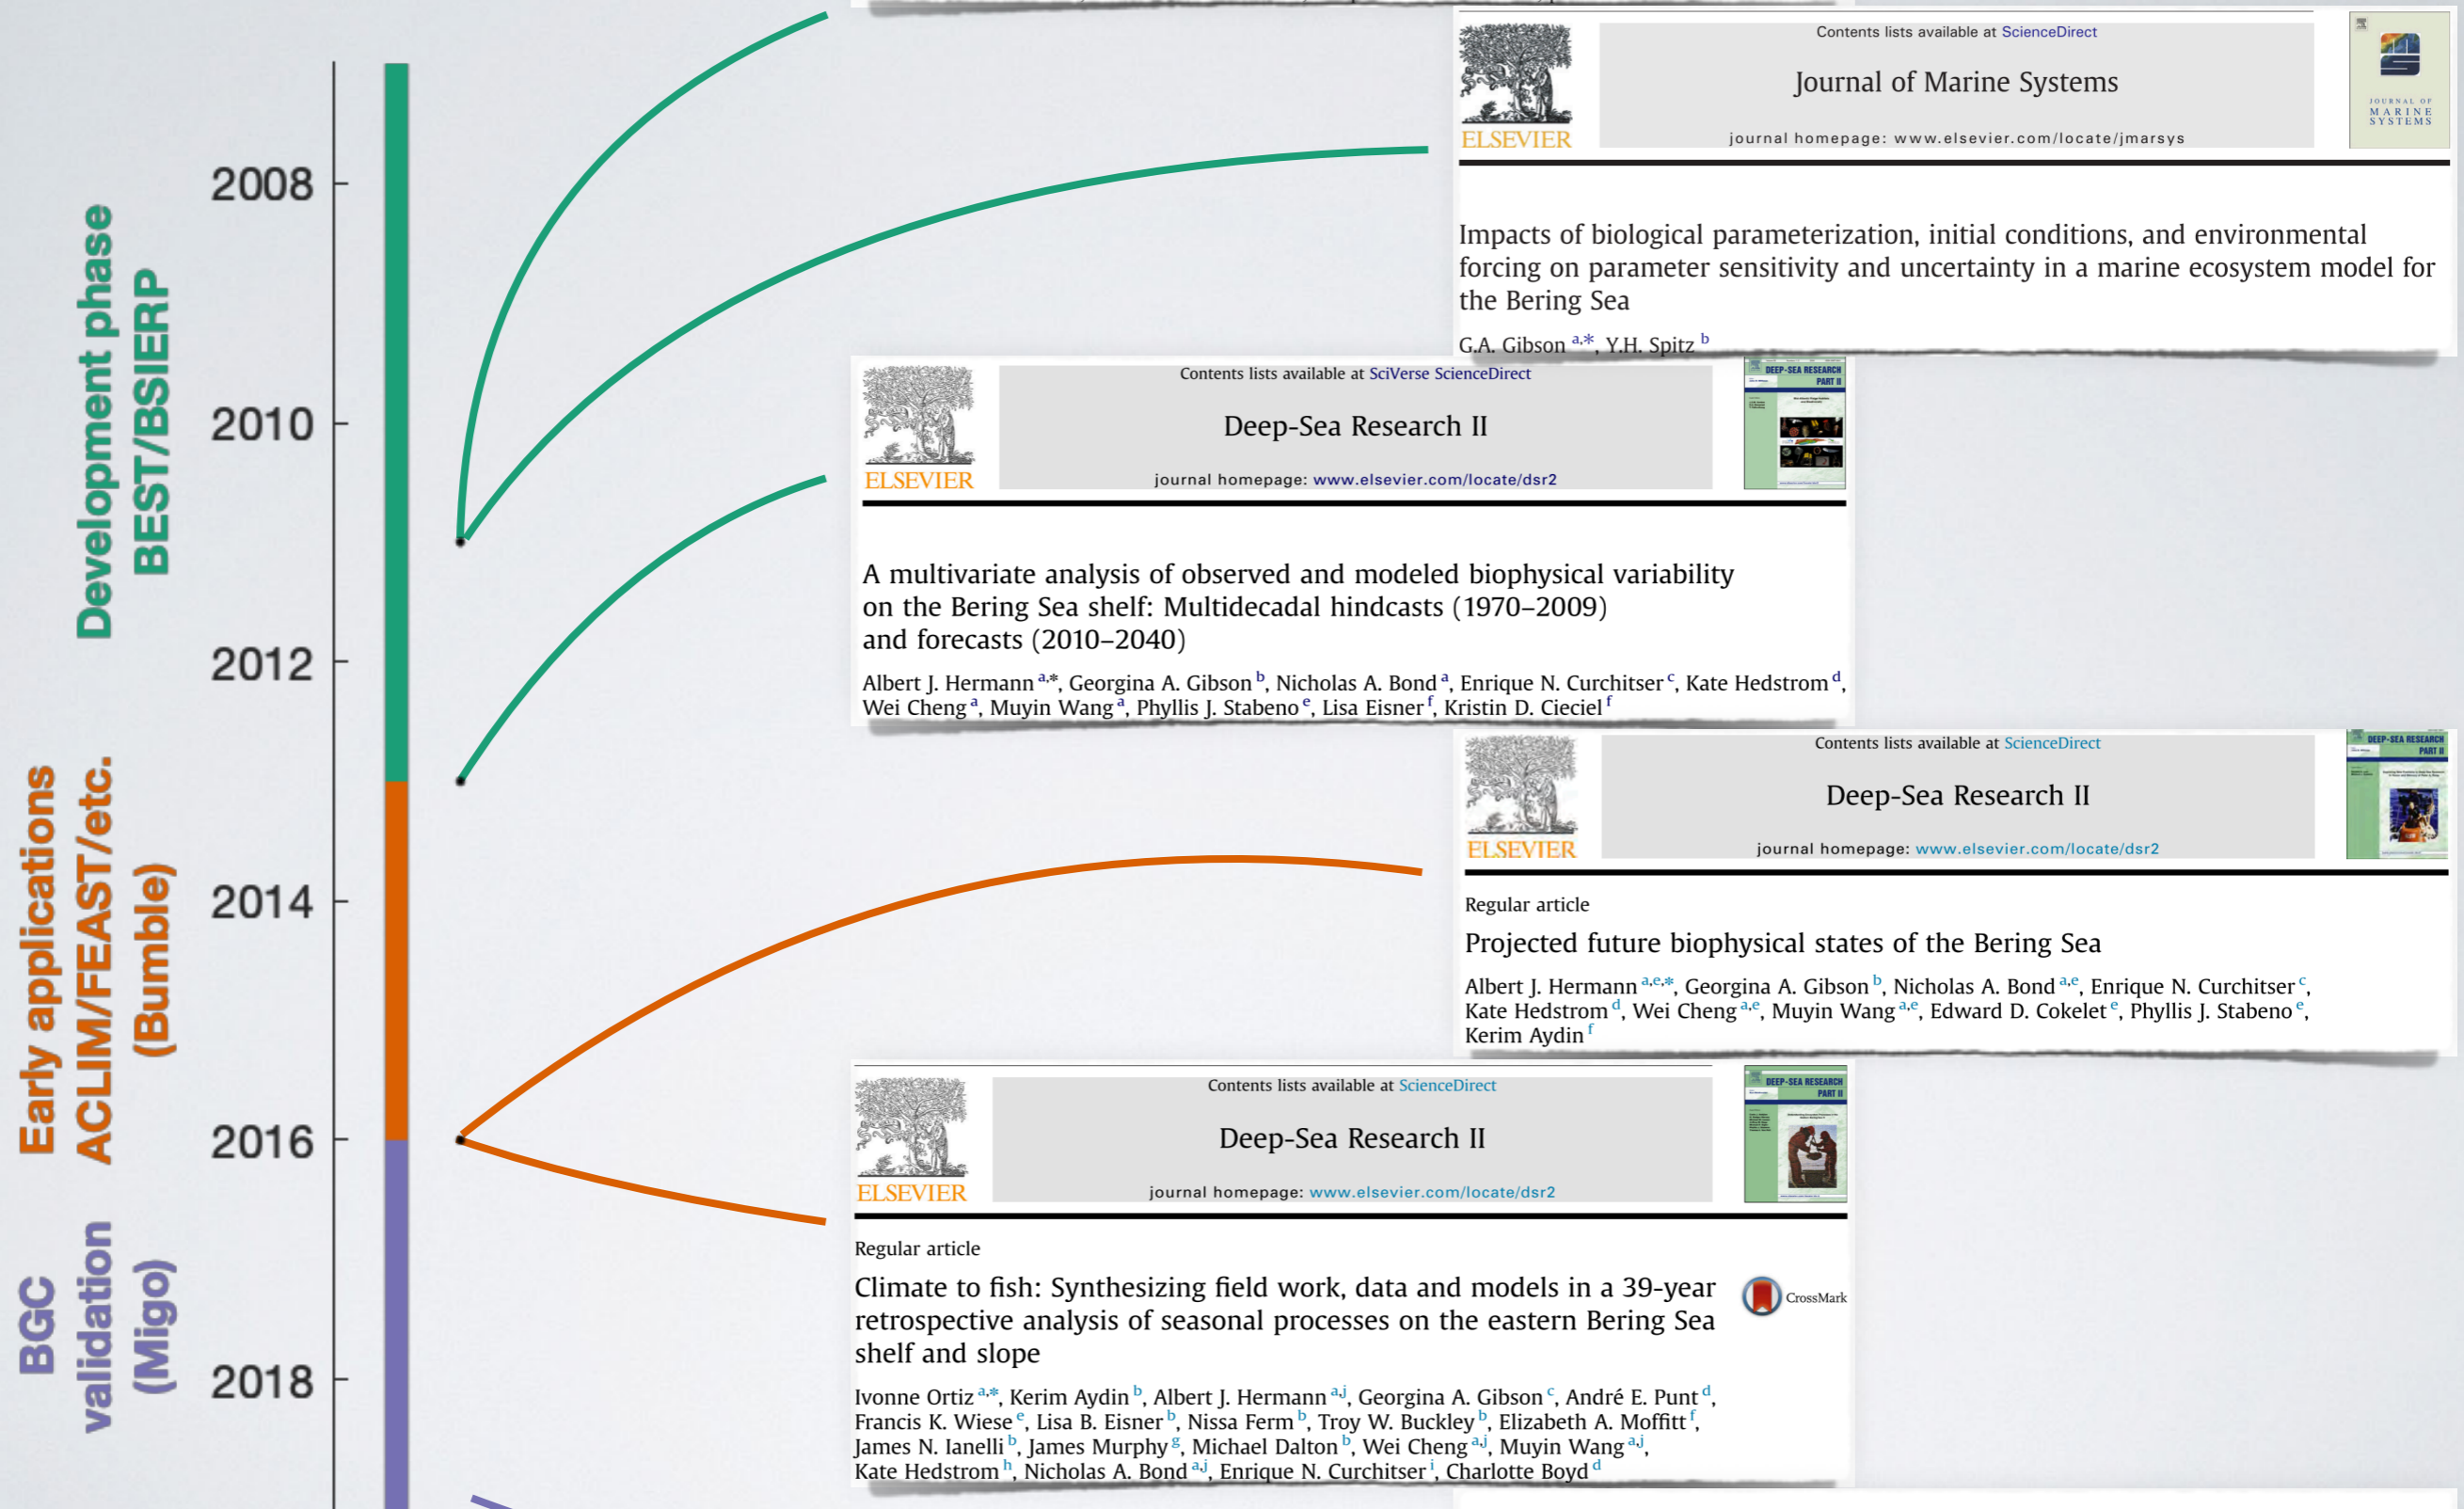 Development phase
BEST/BSIERP
Early applications
ACLIM/FEAST/etc.
(Bumble)
BGC
validation
(Migo)
2008
2010
2012
2014
2016
2018
ELSEVIER
Contents lists available at ScienceDirect
Journal of Marine Systems
journal homepage: www.elsevier.com/locate/jmarsys
JOURNAL OF
MARINE
SYSTEMS
Impacts of biological parameterization, initial conditions, and environmental
forcing on parameter sensitivity and uncertainty in a marine ecosystem model for
the Bering Sea
G.A. Gibson a,*, Y.H. Spitz b
ELSEVIER
Contents lists available at SciVerse ScienceDirect
Deep-Sea Research II
journal homepage: www.elsevier.com/locate/dsr2
DEEP-SEA RESEARCH
PART II
A multivariate analysis of observed and modeled biophysical variability
on the Bering Sea shelf: Multidecadal hindcasts (1970–2009)
and forecasts (2010–2040)
Albert J. Hermann a,*, Georgina A. Gibson b, Nicholas A. Bond a, Enrique N. Curchitser c, Kate Hedstrom d,
Wei Cheng a, Muyin Wang a, Phyllis J. Stabeno e, Lisa Eisner f, Kristin D. Cieciel f
ELSEVIER
Contents lists available at ScienceDirect
Deep-Sea Research II
journal homepage: www.elsevier.com/locate/dsr2
DEEP-SEA RESEARCH
PART II
Regular article
Projected future biophysical states of the Bering Sea
Albert J. Hermann a,e,*, Georgina A. Gibson b, Nicholas A. Bond a,e, Enrique N. Curchitser c,
Kate Hedstrom d, Wei Cheng a,e, Muyin Wang a,e, Edward D. Cokelet e, Phyllis J. Stabeno e,
Kerim Aydin f
ELSEVIER
Contents lists available at ScienceDirect
Deep-Sea Research II
journal homepage: www.elsevier.com/locate/dsr2
DEEP-SEA RESEARCH
PART II
Regular article
Climate to fish: Synthesizing field work, data and models in a 39-year
retrospective analysis of seasonal processes on the eastern Bering Sea
shelf and slope
CrossMark
Ivonne Ortiz a,*, Kerim Aydin b, Albert J. Hermann a,j, Georgina A. Gibson c, André E. Punt d,
Francis K. Wiese e, Lisa B. Eisner b, Nissa Ferm b, Troy W. Buckley b, Elizabeth A. Moffitt f,
James N. Ianelli b, James Murphy g, Michael Dalton b, Wei Cheng a,j, Muyin Wang a,j,
Kate Hedstrom h, Nicholas A. Bond a,j, Enrique N. Curchitser i, Charlotte Boyd d